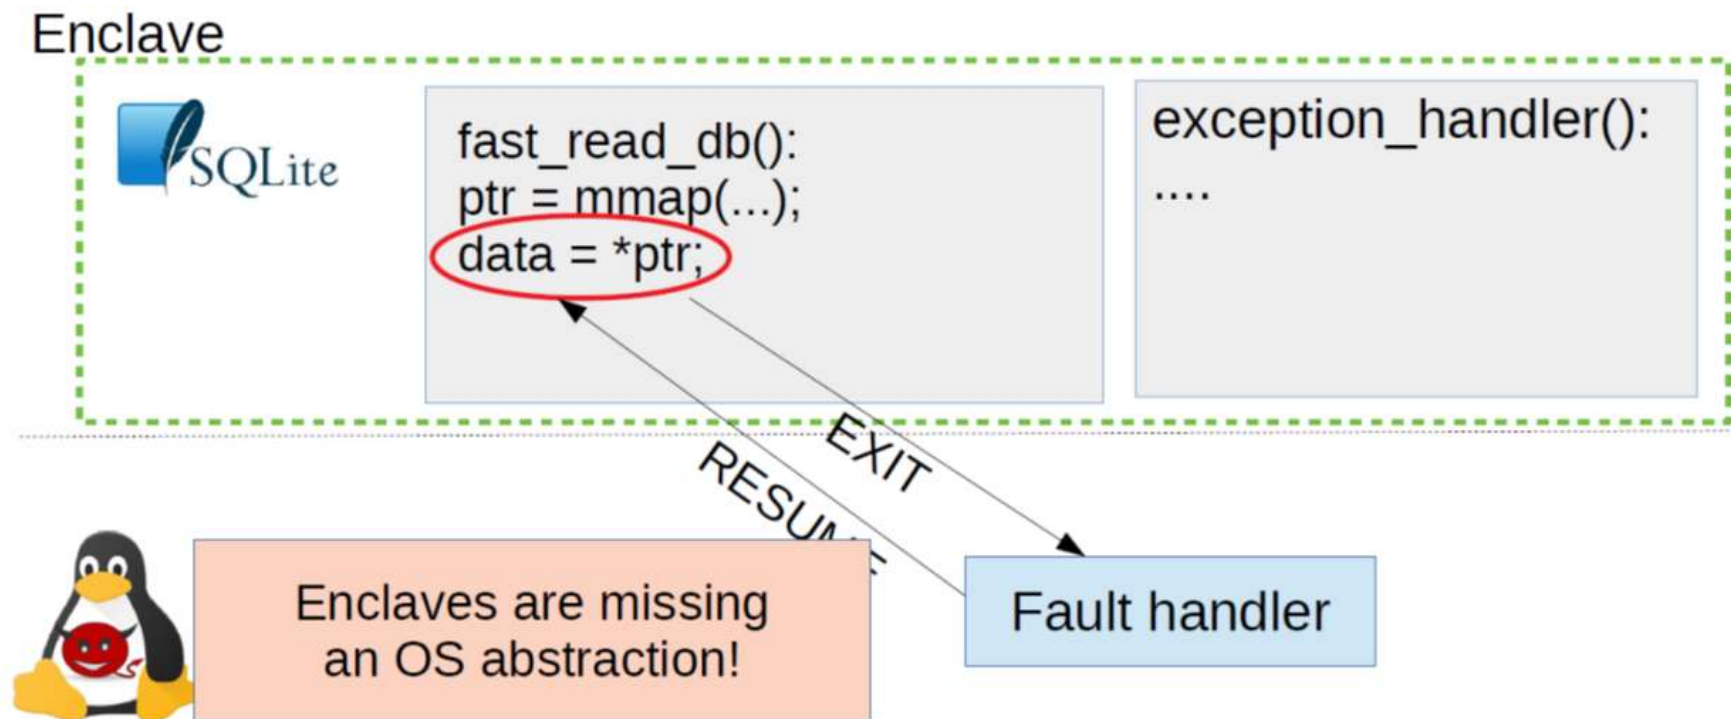 Enclave
SQLite
fast_read_db():
ptr = mmap(...);
data = *ptr;
exception_handler():
....
EXIT
Enclaves are missing
an OS abstraction!
Fault handler